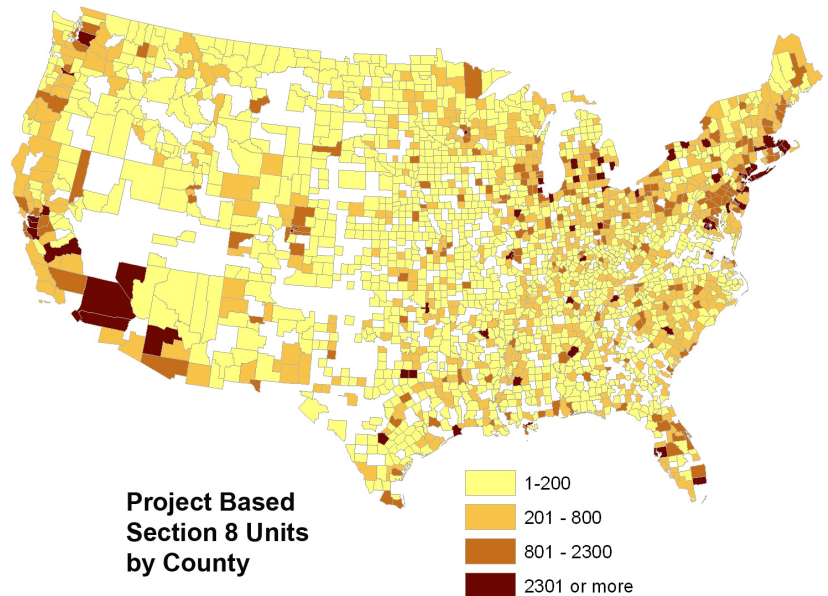 Project Based
Section 8 Units
by County
1-200
201 - 800
801 - 2300
2301 or more